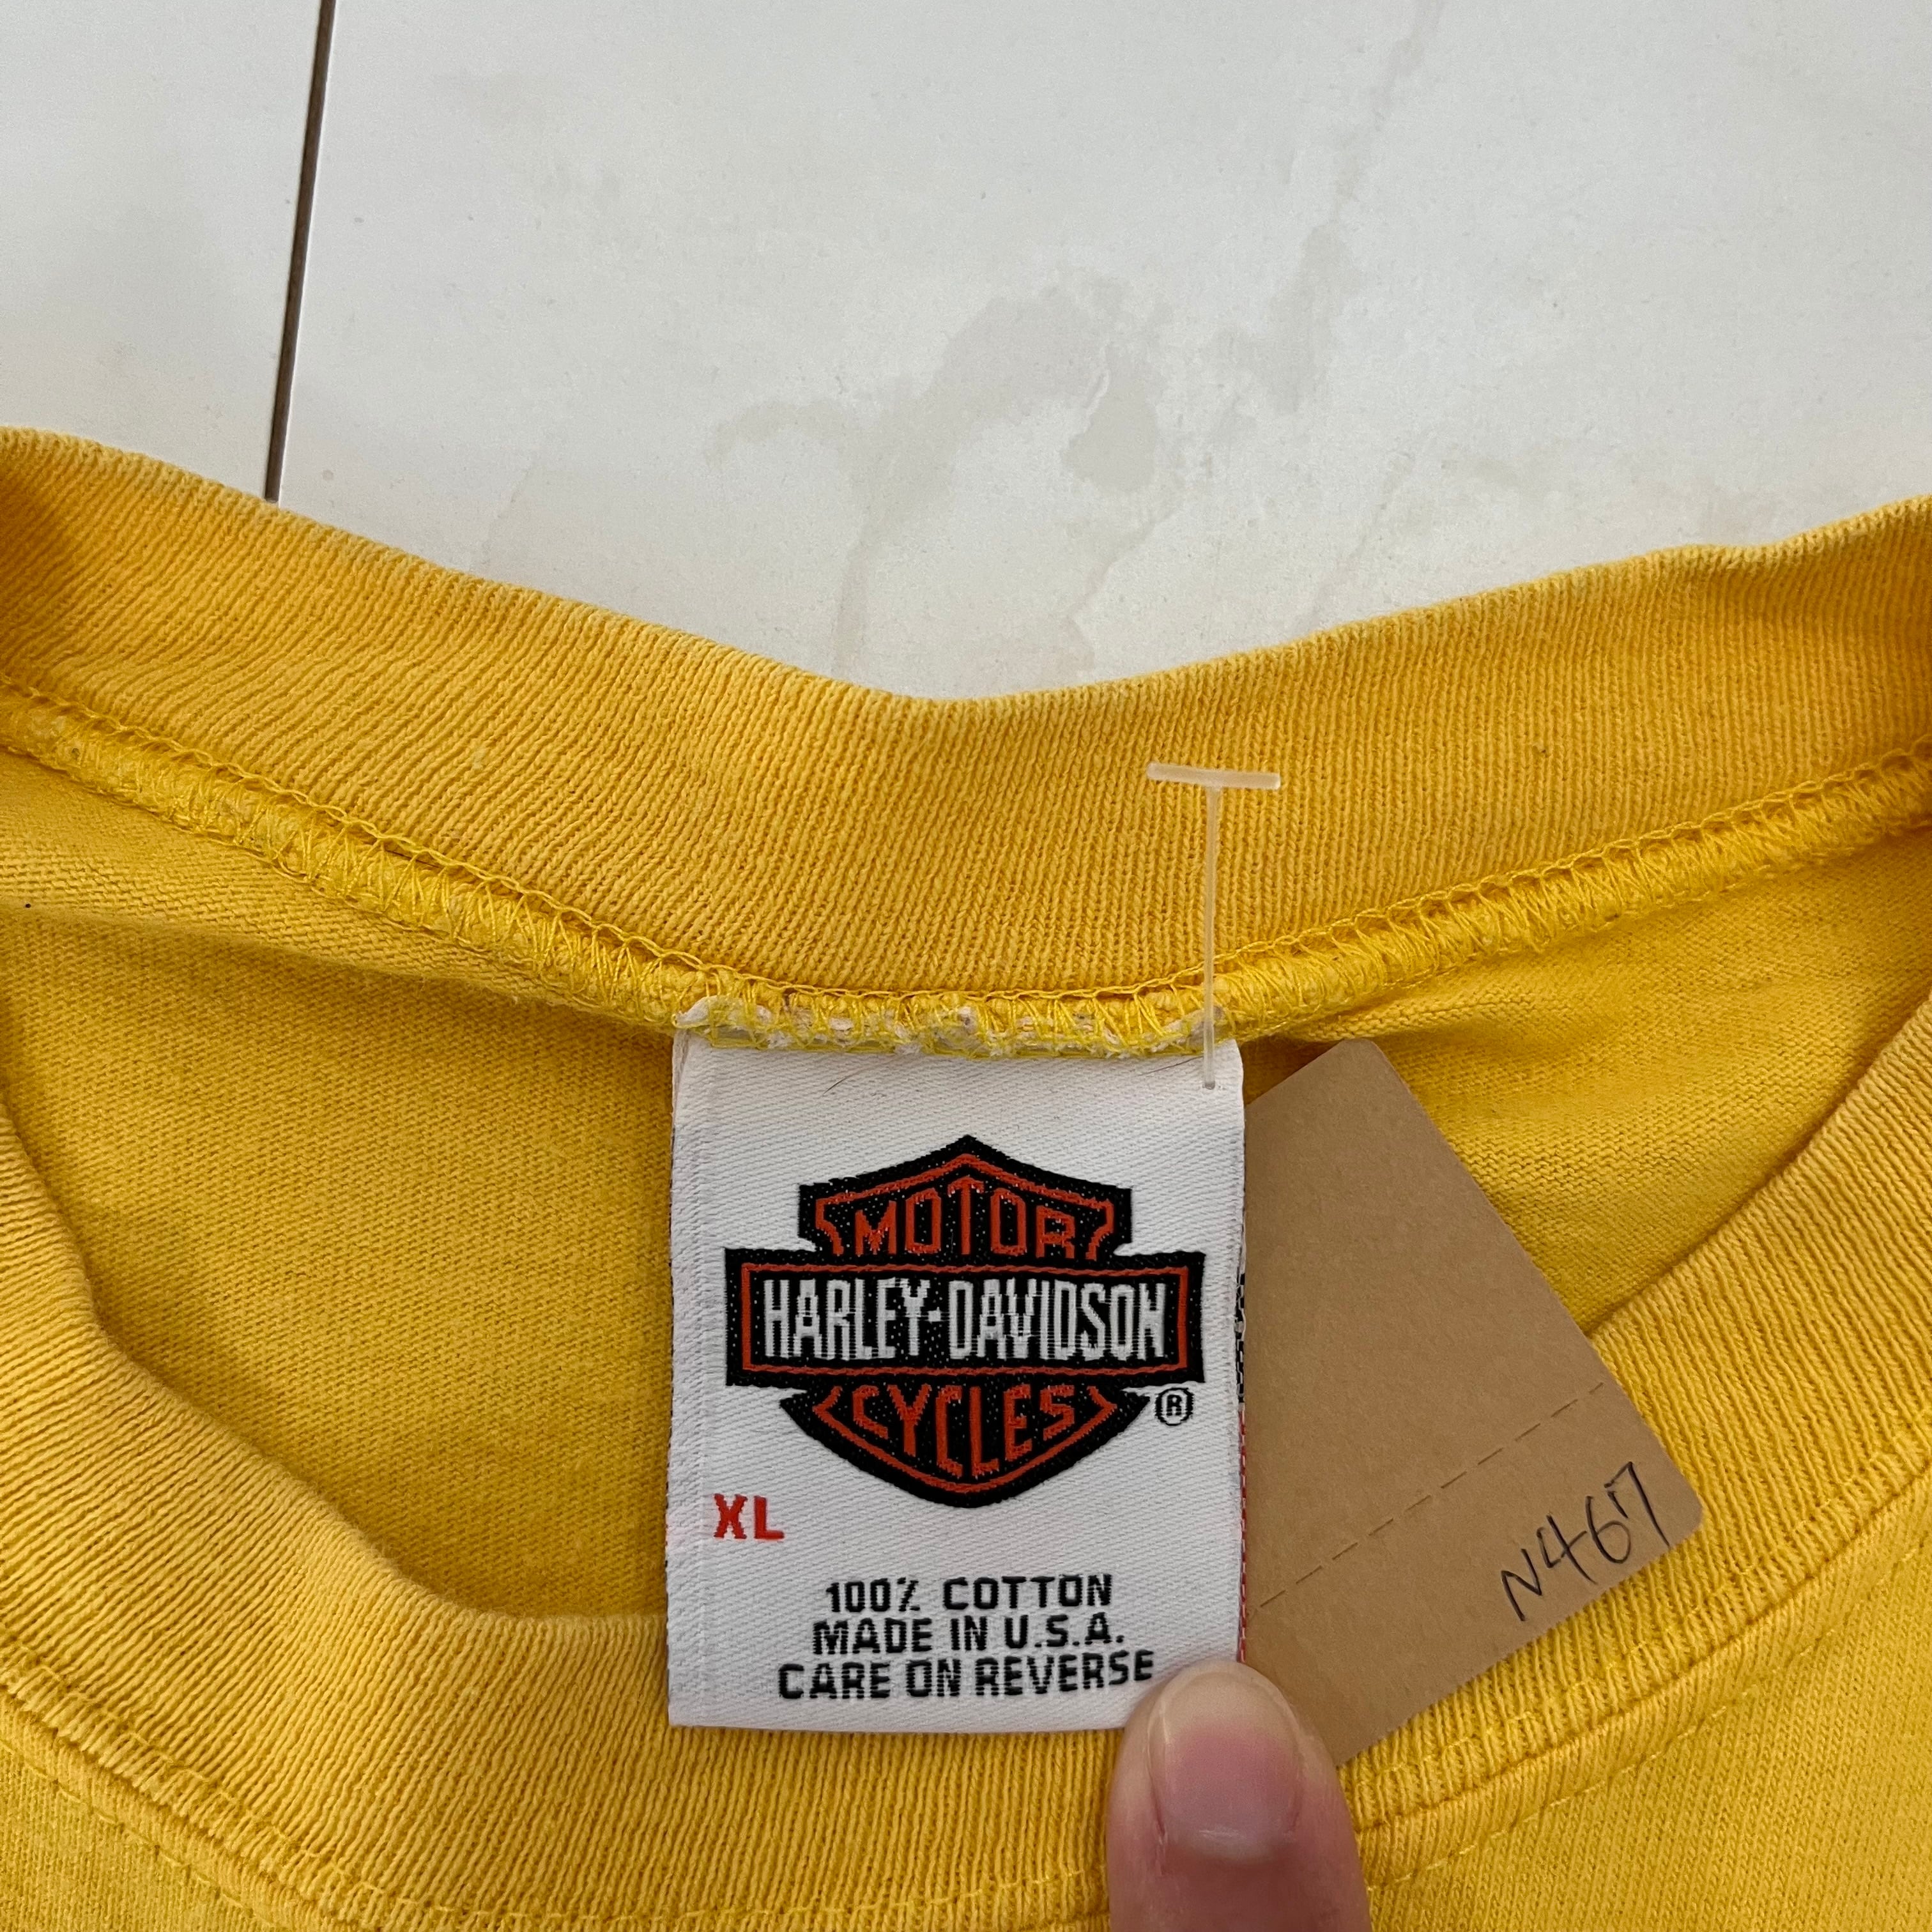 MOTOR
HARLEY-DAVIDSON
CYCLES ®
XL
100% COTTON
MADE IN U.S.A.
CARE ON REVERSE
N467